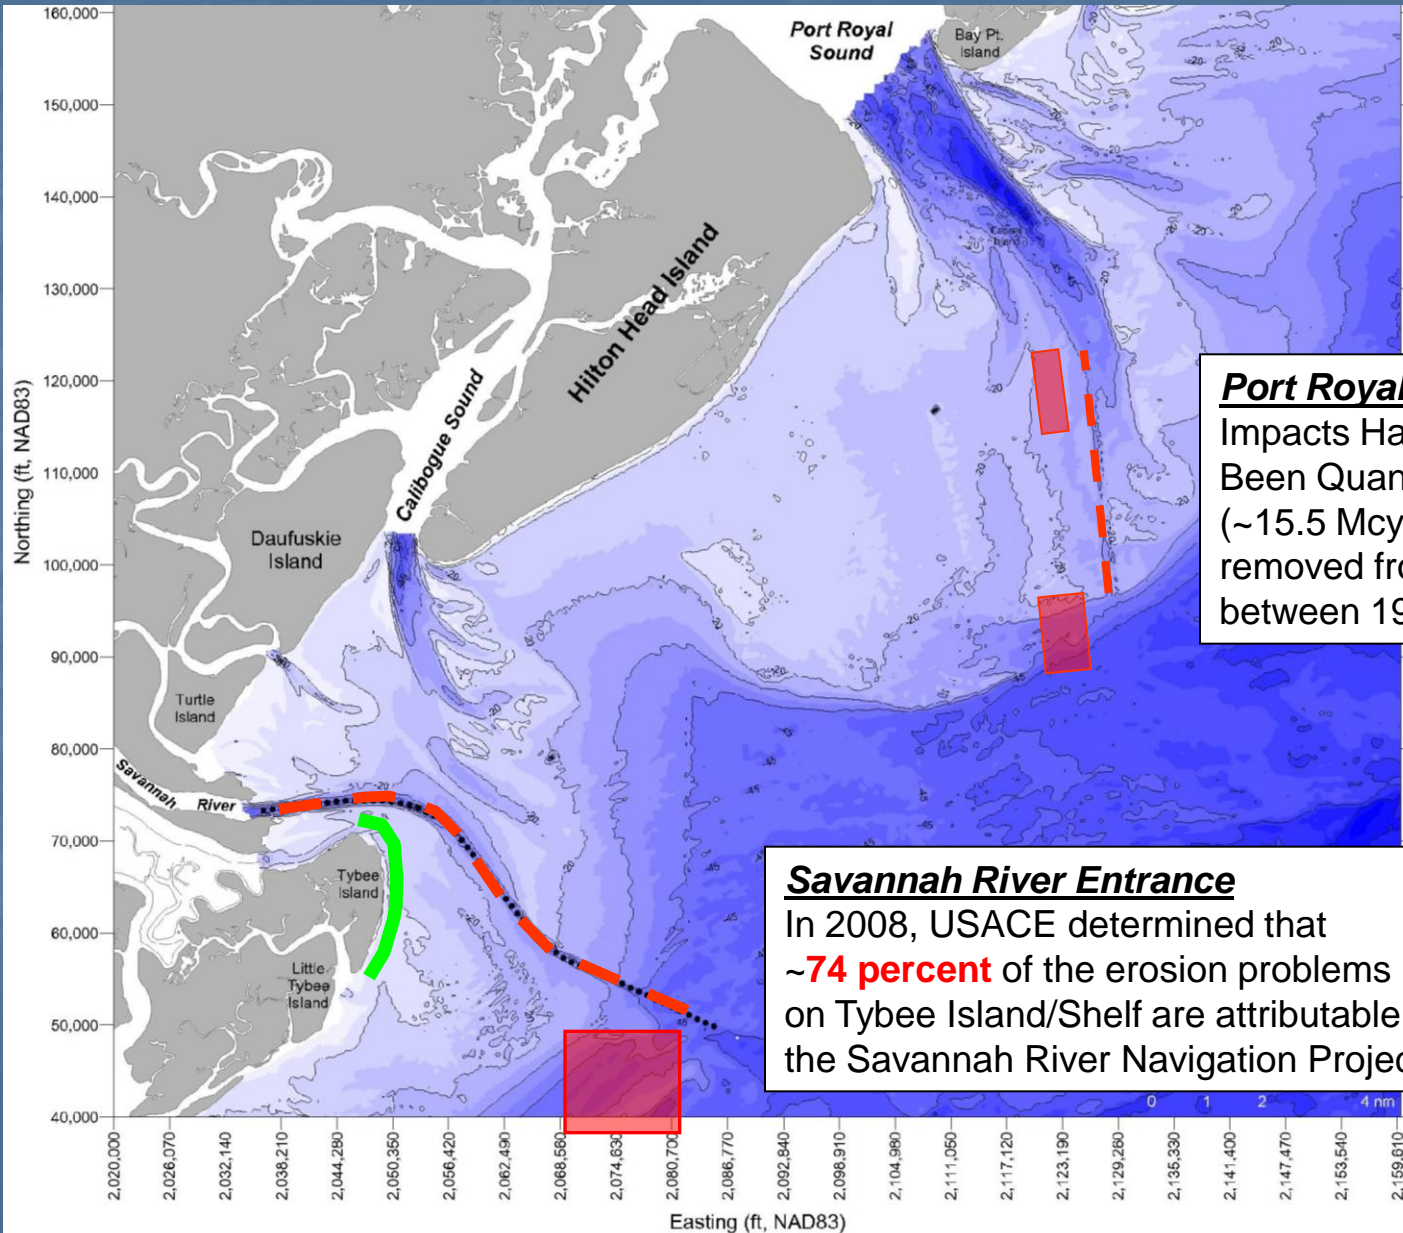 160,000
150,000
140,000
130,000
120,000
110,000
100,000
90,000
80,000
70,000
60,000
50,000
40,000
Northing (ft, NAD83)
Port Royal
Sound
Bay Pt.
Island
Hilton Head Island
Calibogue Sound
Daufuskie
Island
Turtle
Island
Savannah River
Tybee
Island
Little
Tybee
Island
Port Royal
Impacts Ha
Been Quan
(~15.5 Mcy
removed fro
between 19
Savannah River Entrance
In 2008, USACE determined that
~74 percent of the erosion problems
on Tybee Island/Shelf are attributable
the Savannah River Navigation Projec
0 1 2 4 nm
2,020,000
2,026,070
2,032,140
2,038,210
2,044,280
2,050,350
2,056,420
2,062,490
2,068,560
2,074,630
2,080,700
2,086,770
2,092,840
2,098,910
2,104,980
2,111,050
2,117,120
2,123,190
2,129,260
2,135,330
2,141,400
2,147,470
2,153,540
2,159,610
Easting (ft, NAD83)